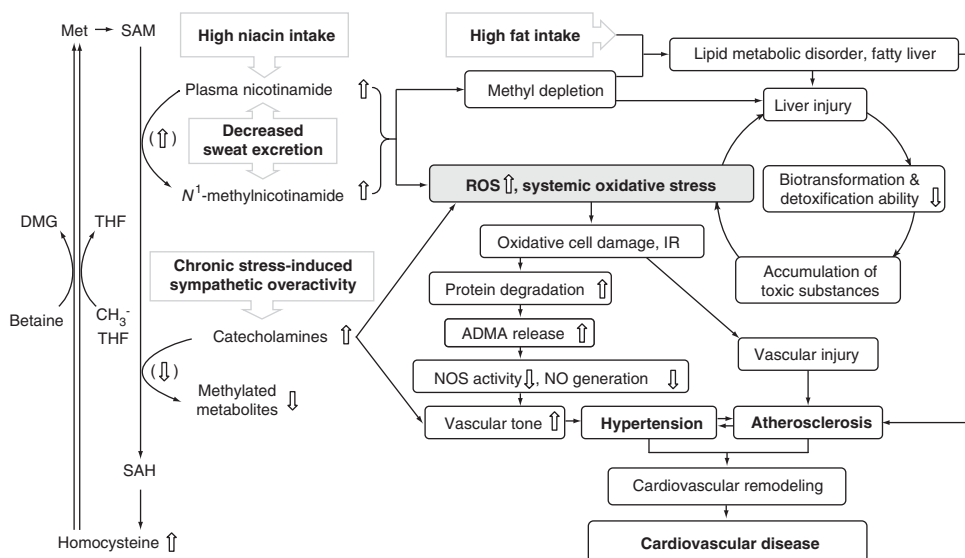 Met
SAM
High niacin intake
High fat intake
Lipid metabolic disorder, fatty liver
Plasma nicotinamide
Methyl depletion
Liver injury
(⇧)
Decreased
sweat excretion
N¹-methylnicotinamide
ROS⇧, systemic oxidative stress
Biotransformation &
detoxification ability
DMG
THF
Oxidative cell damage, IR
Chronic stress-induced
sympathetic overactivity
Accumulation of
toxic substances
Protein degradation
Betaine
CH₃-
THF
Catecholamines
ADMA release
Vascular injury
(⇩)
NOS activity⇩, NO generation
Methylated
metabolites
Vascular tone
Hypertension
Atherosclerosis
SAH
Cardiovascular remodeling
Homocysteine
Cardiovascular disease